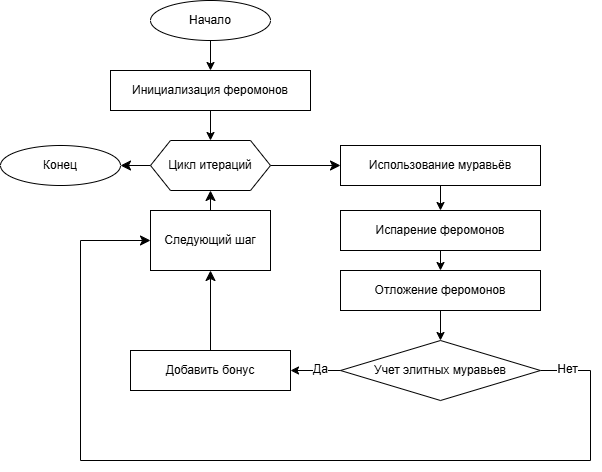 Начало
Инициализация феромонов
Конец
Цикл итераций
Использование муравьёв
Следующий шаг
Испарение феромонов
Отложение феромонов
Добавить бонус
Да
Учет элитных муравьев
Нет